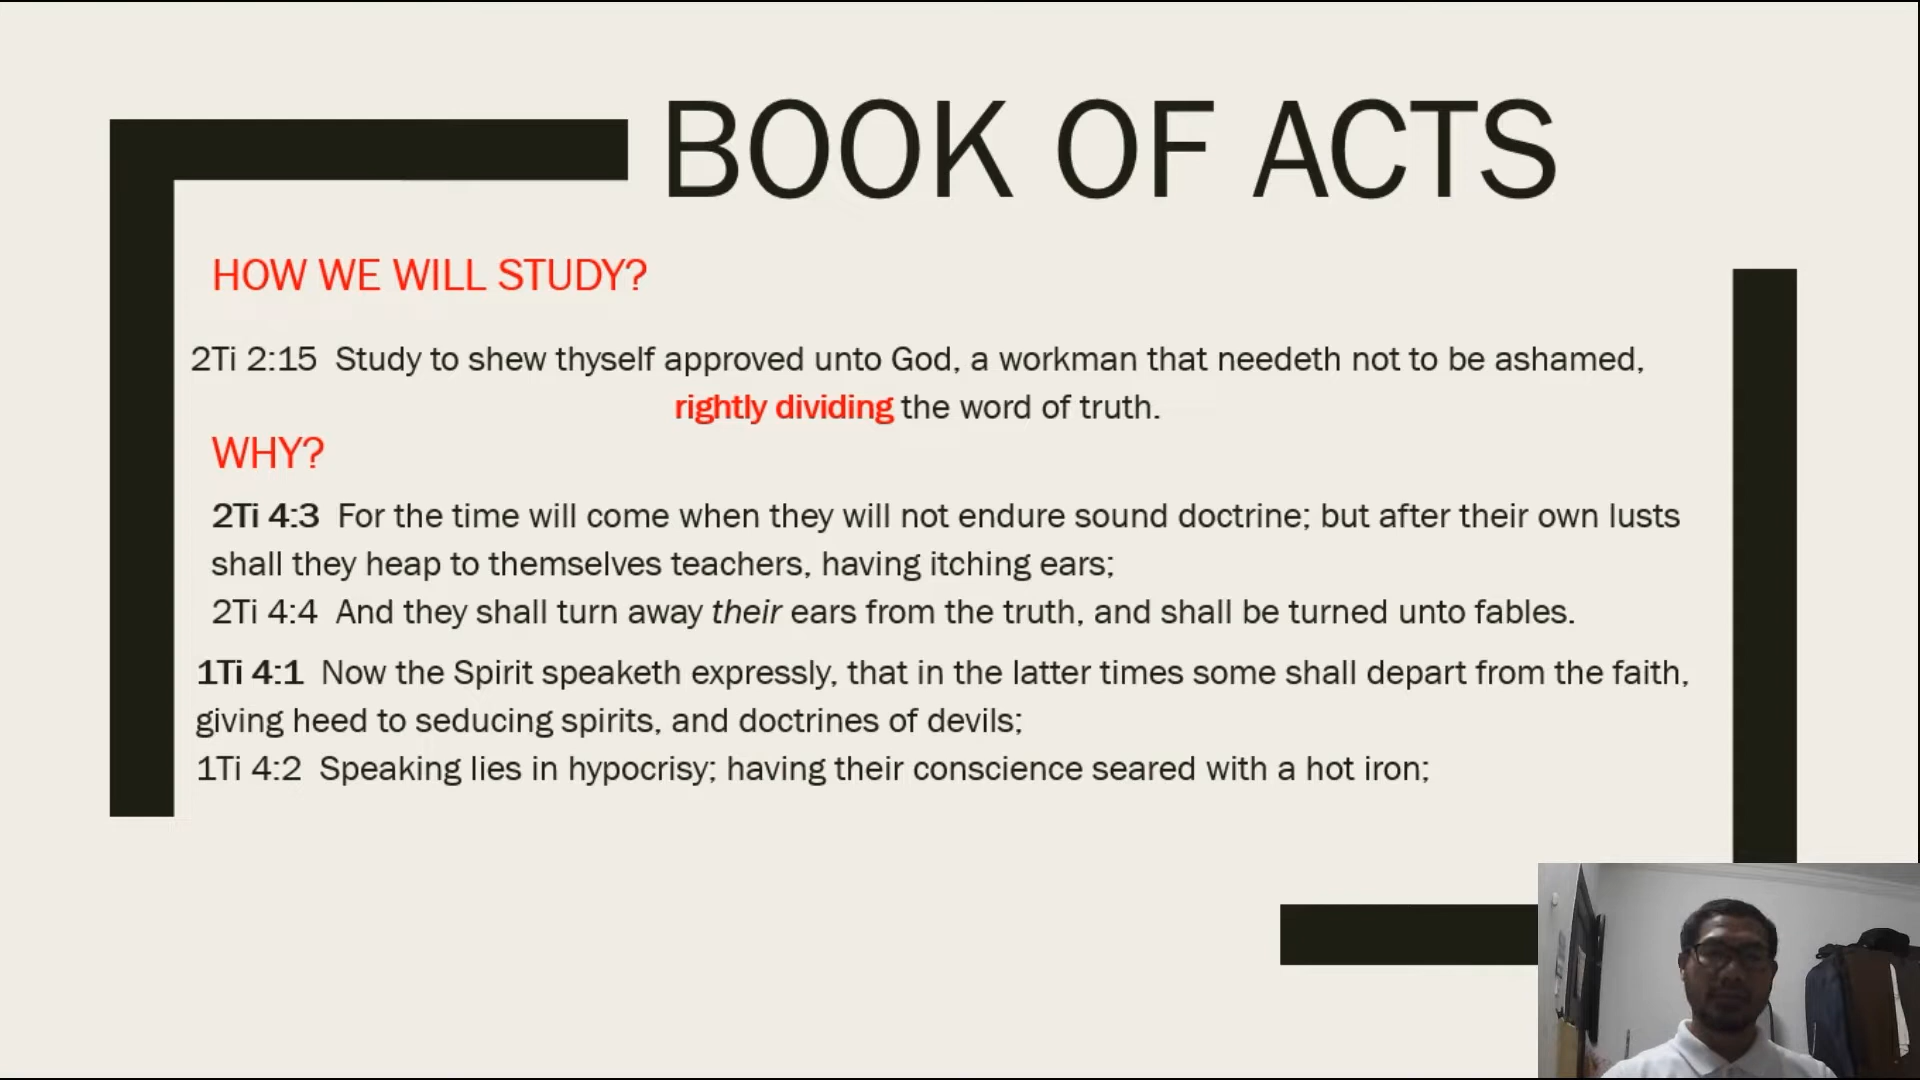 BOOK OF ACTS
HOW WE WILL STUDY?
2Ti 2:15 Study to shew thyself approved unto God, a workman that needeth not to be ashamed,
rightly dividing the word of truth.
WHY?
2Ti 4:3 For the time will come when they will not endure sound doctrine; but after their own lusts
shall they heap to themselves teachers, having itching ears;
2Ti 4:4 And they shall turn away their ears from the truth, and shall be turned unto fables.
1Ti 4:1 Now the Spirit speaketh expressly, that in the latter times some shall depart from the faith,
giving heed to seducing spirits, and doctrines of devils;
1Ti 4:2 Speaking lies in hypocrisy; having their conscience seared with a hot iron;